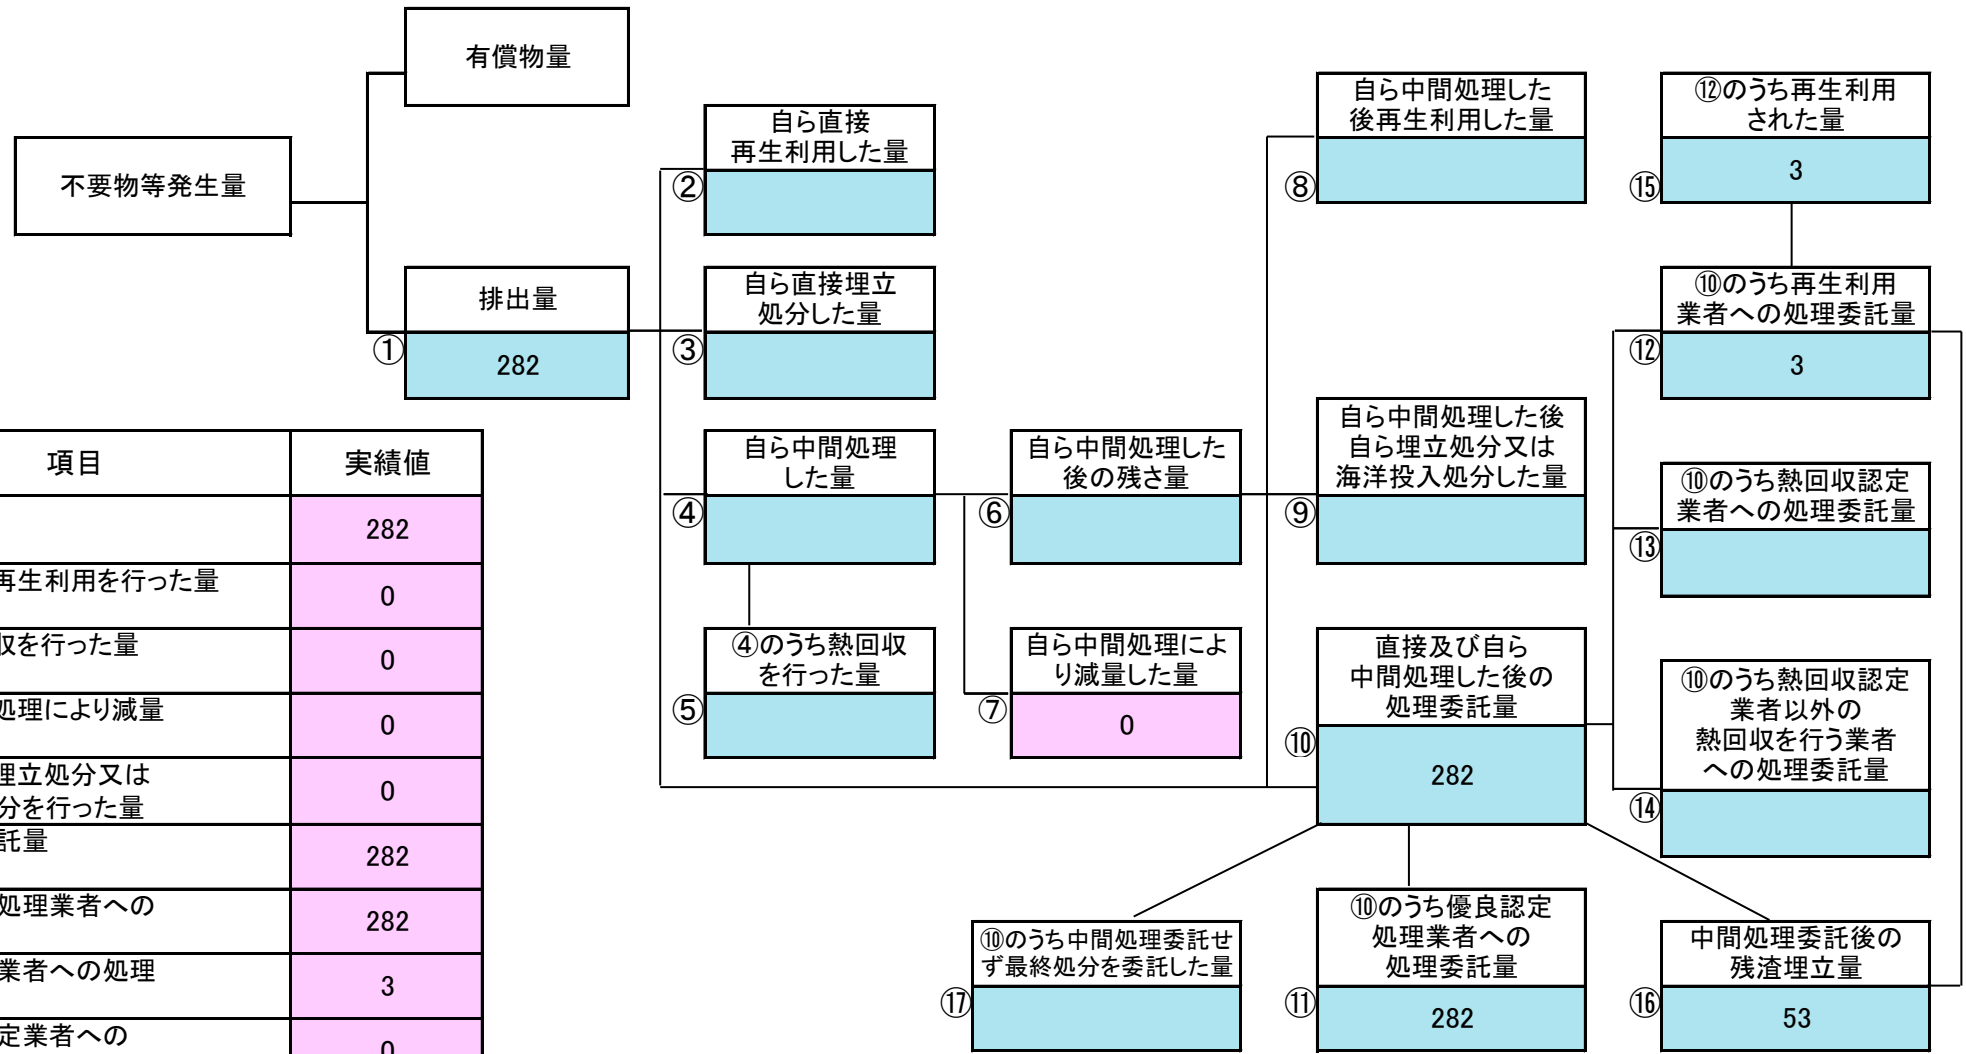 有償物量
不要物等発生量
排出量
①
282
自ら直接
再生利用した量
②
自ら直接埋立
処分した量
③
自ら中間処理
した量
④
④のうち熱回収
を行った量
⑤
自ら中間処理した
後の残さ量
⑥
自ら中間処理によ
り減量した量
⑦
0
自ら中間処理した
後再生利用した量
⑧
自ら中間処理した後
自ら埋立処分又は
海洋投入処分した量
⑨
直接及び自ら
中間処理した後の
処理委託量
⑩
282
⑫のうち再生利用
された量
⑮
3
⑩のうち再生利用
業者への処理委託量
⑫
3
⑩のうち熱回収認定
業者への処理委託量
⑬
⑩のうち熱回収認定
業者以外の
熱回収を行う業者
への処理委託量
⑭
⑩のうち中間処理委託せ
ず最終処分を委託した量
⑰
⑩のうち優良認定
処理業者への
処理委託量
⑪
282
中間処理委託後の
残渣埋立量
⑯
53
項目 実績値
282
再生利用を行った量
0
収を行った量
0
処理により減量
0
埋立処分又は
分を行った量
0
託量
282
処理業者への
282
業者への処理
3
定業者への
0